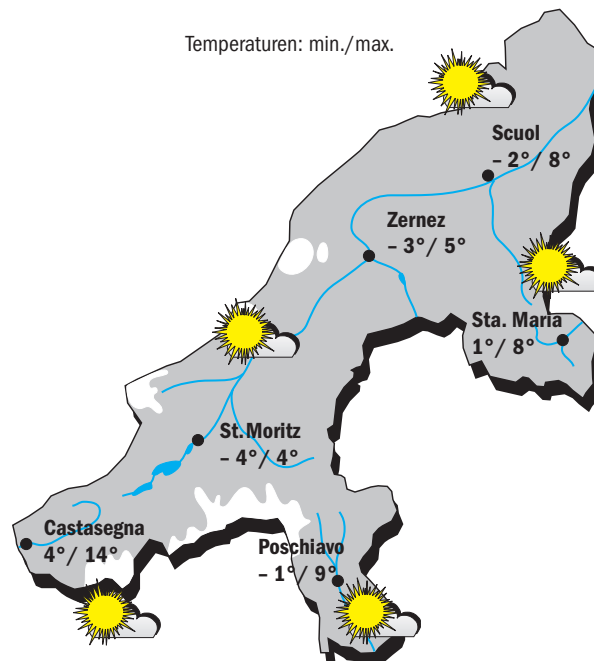 Temperaturen: min./max.
Scuol
– 2°/ 8°
Zernez
– 3°/ 5°
Sta. Maria
1°/ 8°
St. Moritz
– 4°/ 4°
Castasegna
4°/ 14°
Poschiavo
– 1°/ 9°